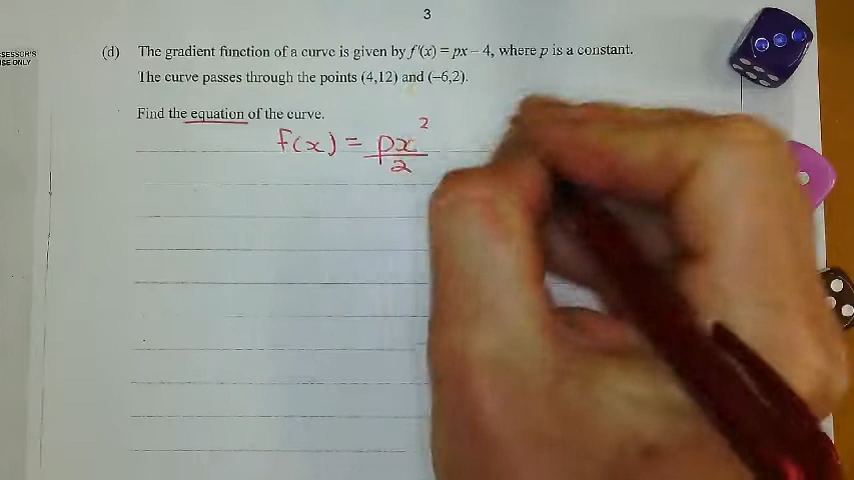 3
SESSOR'S
SE ONLY
(d) The gradient function of a curve is given by f'(x) = px – 4, where p is a constant.
The curve passes through the points (4,12) and (–6,2).
Find the equation of the curve.
f(x) = px²/2